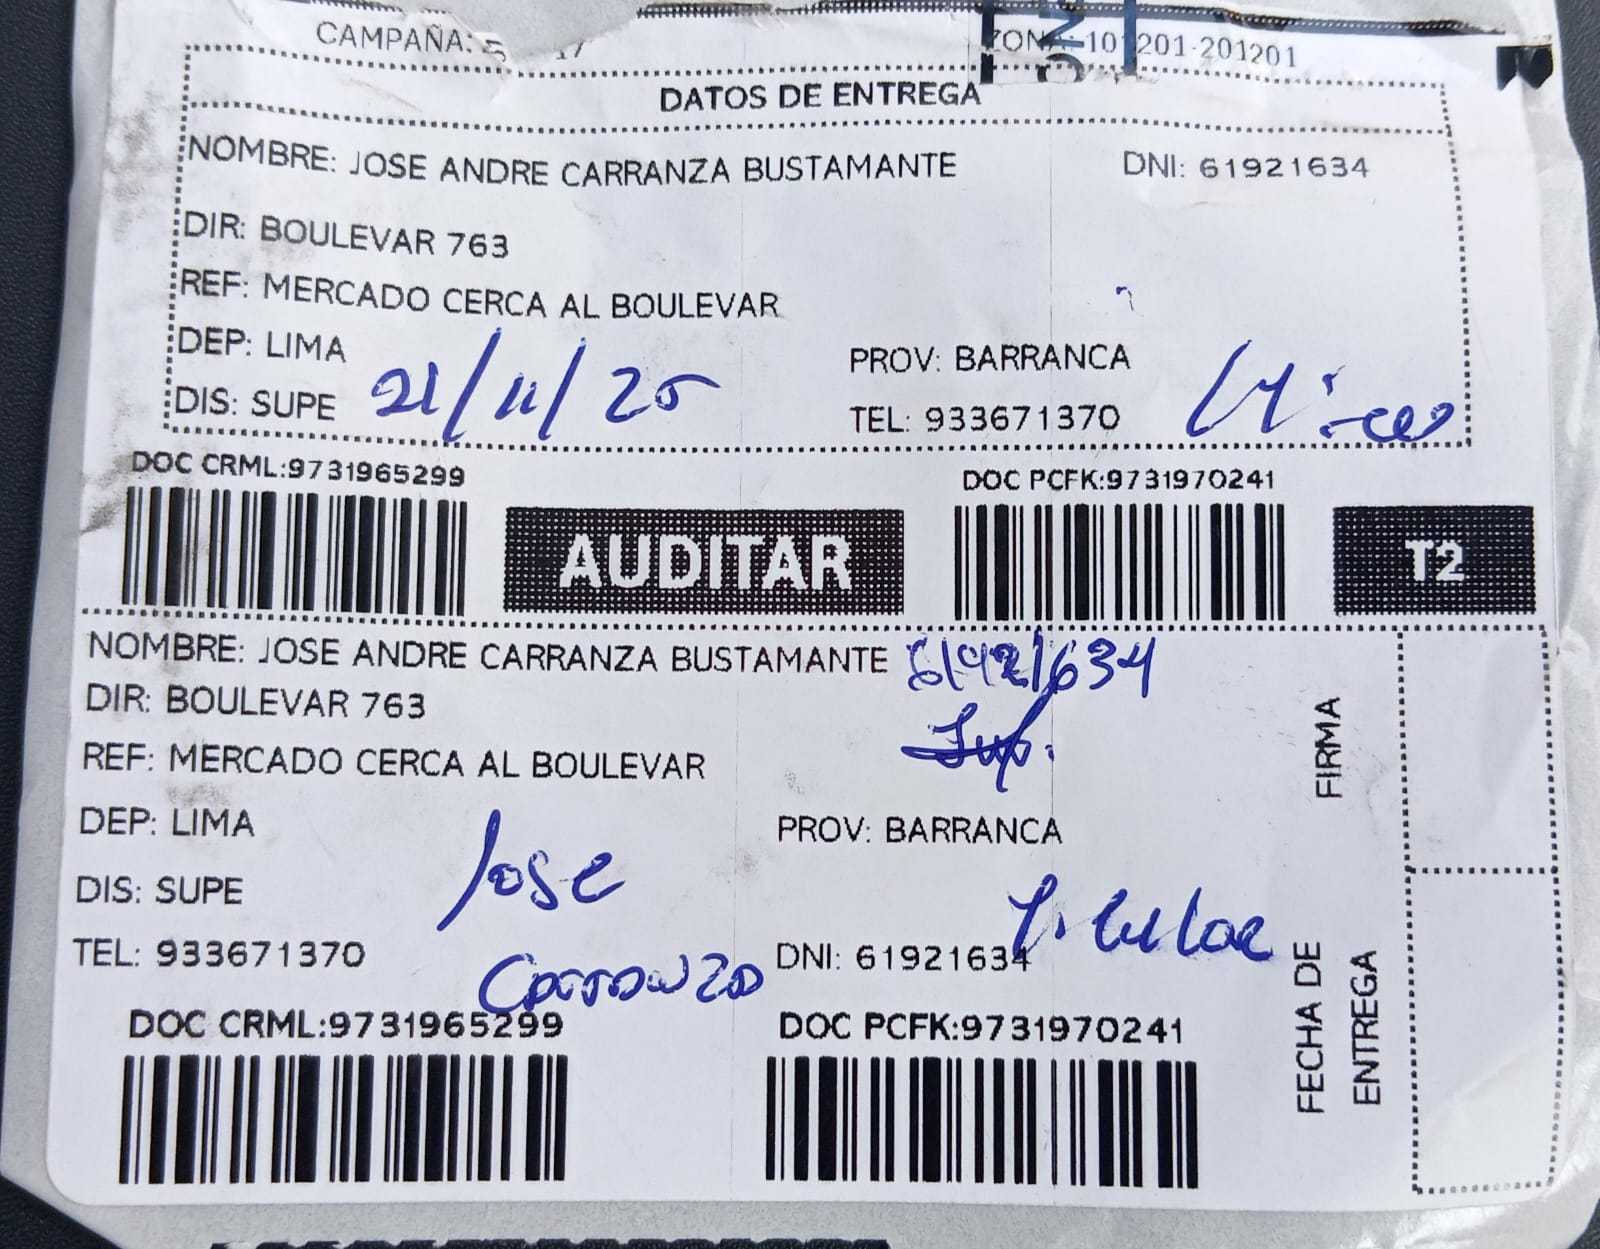 CAMPAÑA: 17
ZONA 101201-201201
DATOS DE ENTREGA
NOMBRE: JOSE ANDRE CARRANZA BUSTAMANTE DNI: 61921634
DIR: BOULEVAR 763
REF: MERCADO CERCA AL BOULEVAR
DEP: LIMA PROV: BARRANCA
DIS: SUPE 21/11/25 TEL: 933671370
DOC CRML:9731965299 DOC PCFK:9731970241
AUDITAR T2
NOMBRE: JOSE ANDRE CARRANZA BUSTAMANTE 61921634
DIR: BOULEVAR 763
REF: MERCADO CERCA AL BOULEVAR
FIRMA
DEP: LIMA PROV: BARRANCA
Jose
DIS: SUPE Titular
TEL: 933671370 DNI: 61921634
Carranza
FECHA DE ENTREGA
DOC CRML:9731965299 DOC PCFK:9731970241